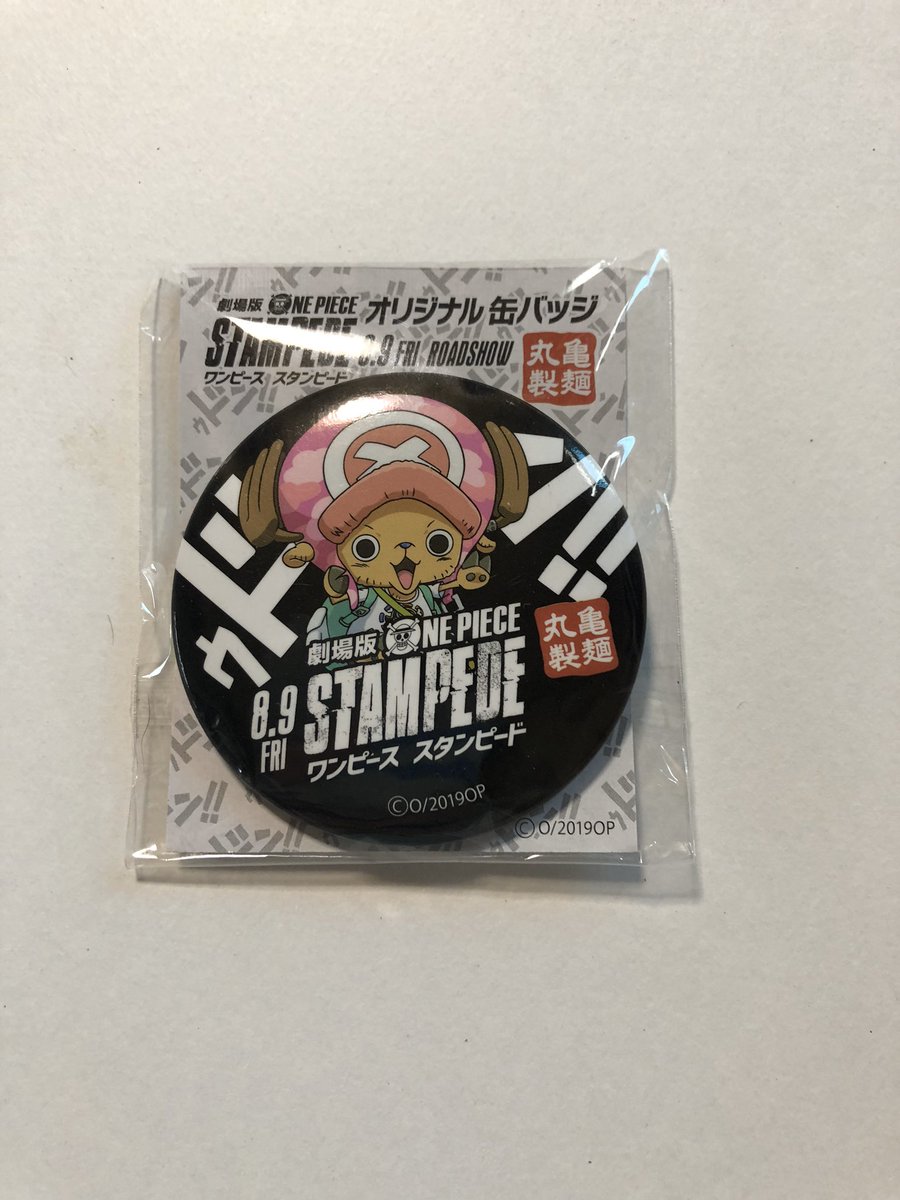 劇場版 ONE PIECE
STAMPEDE
ワンピース スタンピード
オリジナル 缶バッジ
8.9 FRI. ROADSHOW
丸亀
製麺
ゥドン!!
劇場版 ONE PIECE
STAMPEDE
ワンピース スタンピード
8.9
FRI
丸亀
製麺
©O/2019OP
©O/2019OP